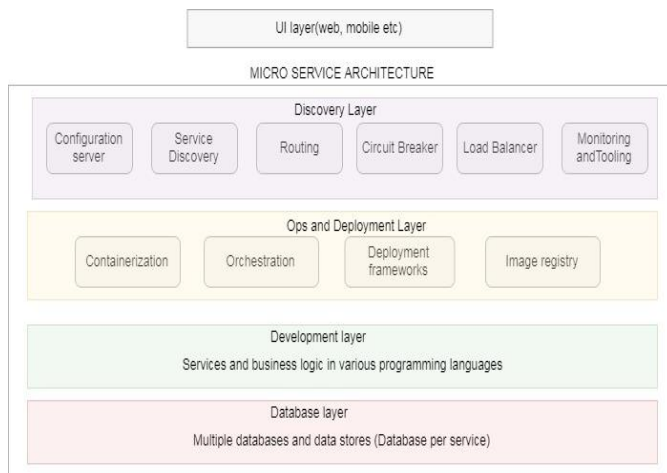 UI layer(web, mobile etc)
MICRO SERVICE ARCHITECTURE
Discovery Layer
Configuration
server
Service
Discovery
Routing
Circuit Breaker
Load Balancer
Monitoring
andTooling
Ops and Deployment Layer
Containerization
Orchestration
Deployment
frameworks
Image registry
Development layer
Services and business logic in various programming languages
Database layer
Multiple databases and data stores (Database per service)